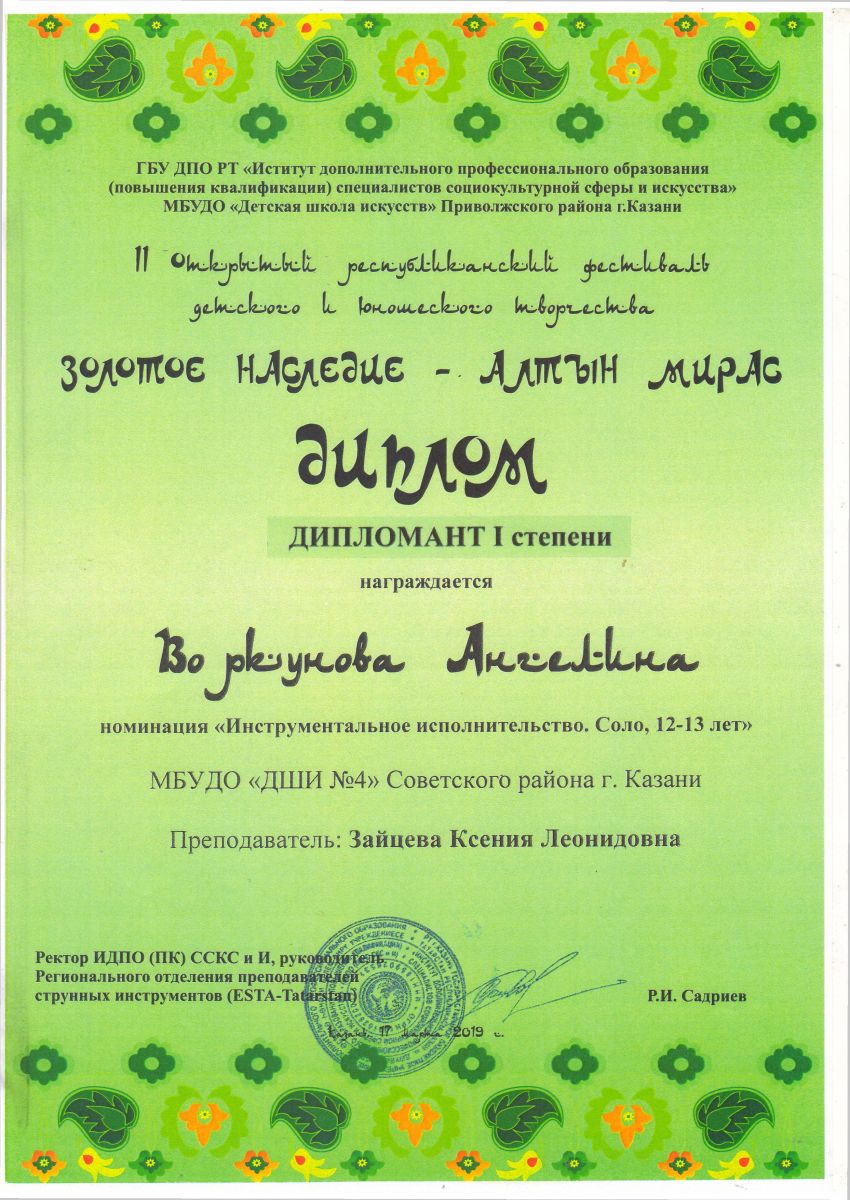 ГБУ ДПО РТ «Иститут дополнительного профессионального образования
(повышения квалификации) специалистов социокультурной сферы и искусства»
МБУДО «Детская школа искусств» Приволжского района г.Казани
II Открытый республиканский фестиваль
детского и юношеского творчества
ЗОЛОТОЕ НАСЛЕДИЕ - АЛТЫН МИРАС
ДИПЛОМ
ДИПЛОМАНТ I степени
награждается
Воркунова Ангелина
номинация «Инструментальное исполнительство. Соло, 12-13 лет»
МБУДО «ДШИ №4» Советского района г. Казани
Преподаватель: Зайцева Ксения Леонидовна
Ректор ИДПО (ПК) ССКС и И, руководитель
Регионального отделения преподавателей
струнных инструментов (ESTA-Tatarstan)
Р.И. Садриев
Казань, 17 марта 2019 г.